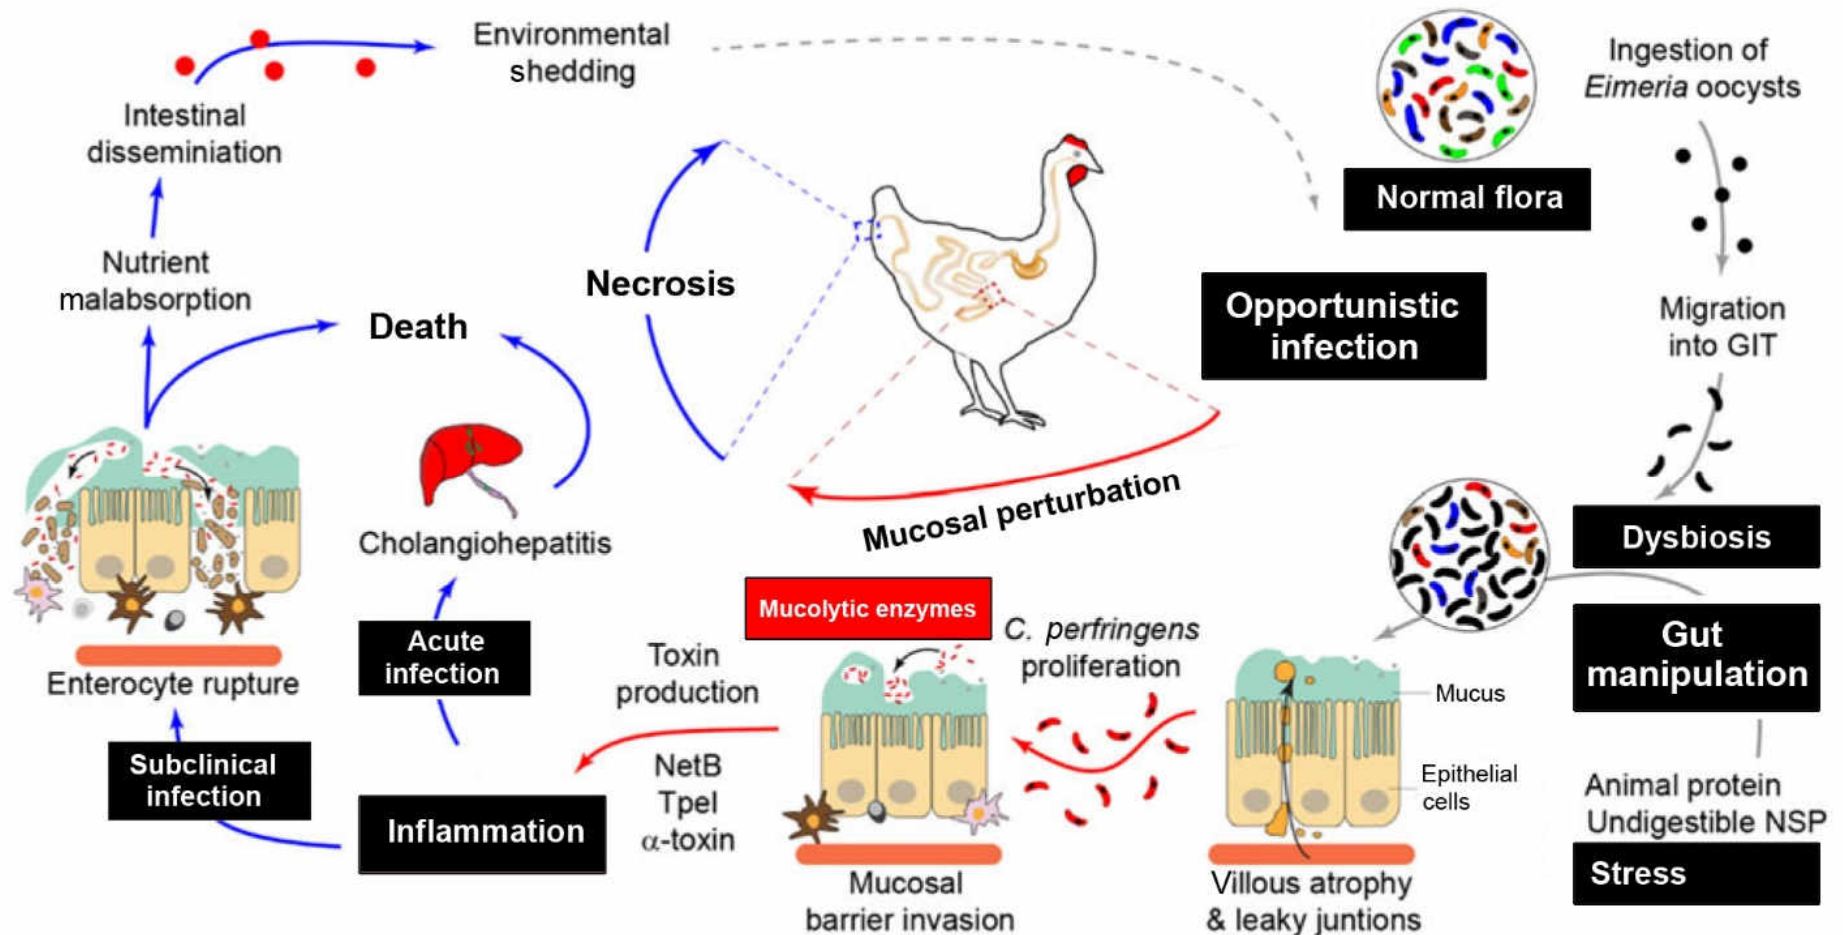 Environmental
shedding
Intestinal
disseminiation
Nutrient
malabsorption
Death
Necrosis
Normal flora
Ingestion of
Eimeria oocysts
Opportunistic
infection
Migration
into GIT
Mucosal perturbation
Cholangiohepatitis
Dysbiosis
Gut
manipulation
Mucolytic enzymes
C. perfringens
proliferation
Acute
infection
Toxin
production
Enterocyte rupture
Mucus
Subclinical
infection
NetB
Tpel
α-toxin
Epithelial
cells
Animal protein
Undigestible NSP
Inflammation
Stress
Mucosal
barrier invasion
Villous atrophy
& leaky juntions